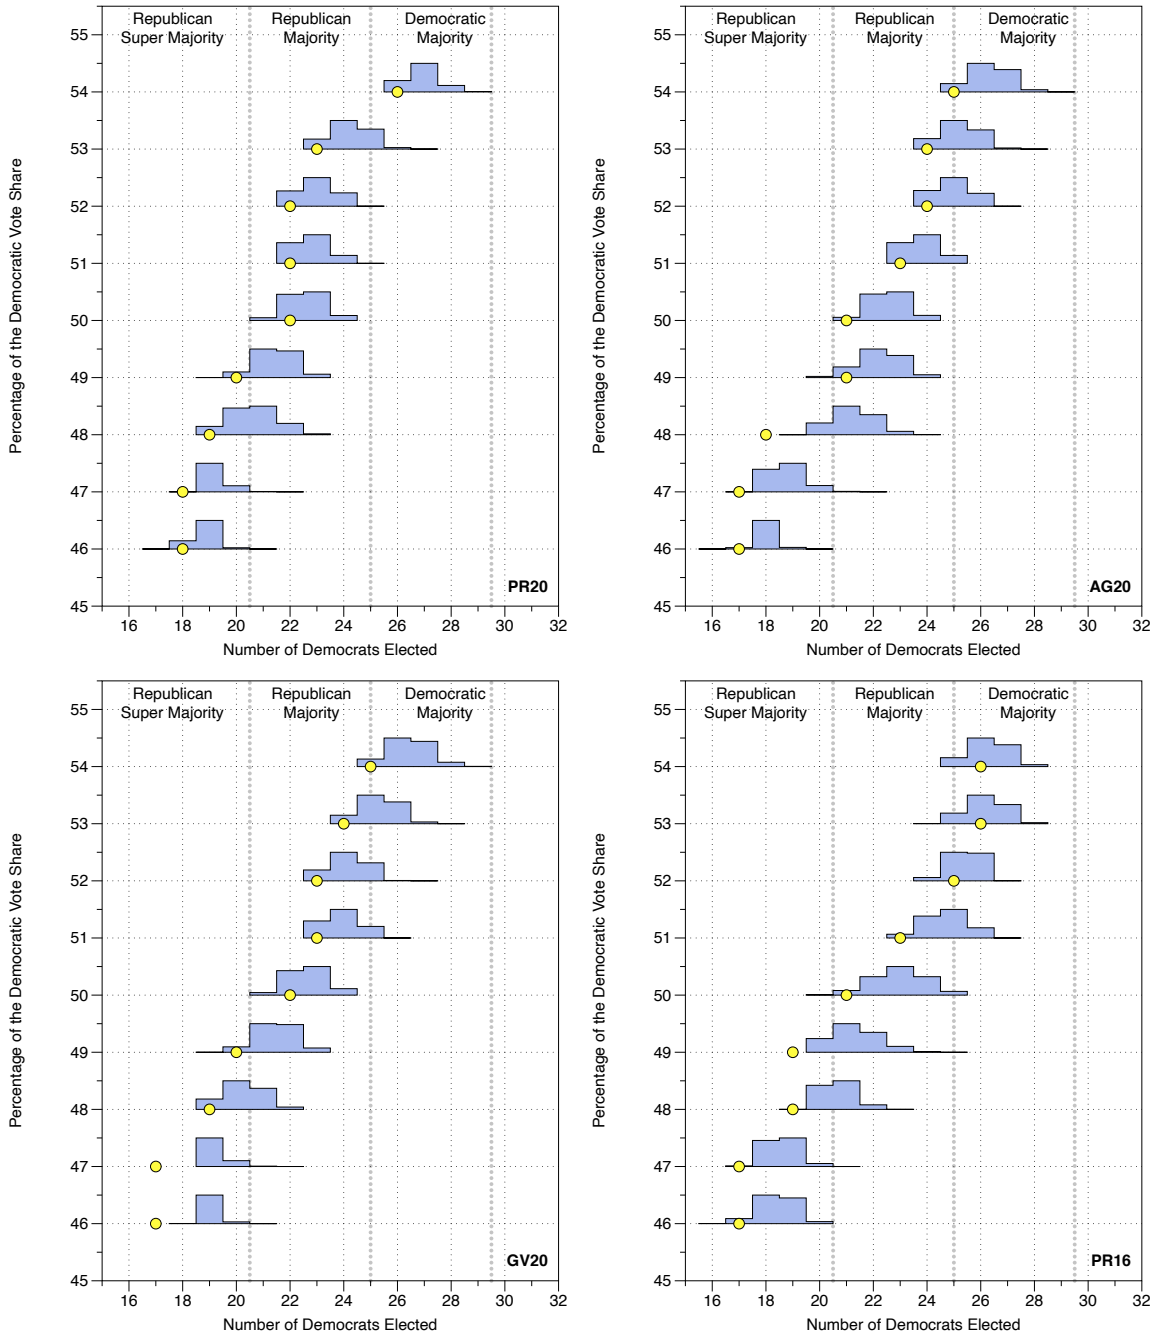 Republican Super Majority
Republican Majority
Democratic Majority
55
54
53
52
51
50
49
48
47
46
45
Percentage of the Democratic Vote Share
PR20
16 18 20 22 24 26 28 30 32
Number of Democrats Elected
Republican Super Majority
Republican Majority
Democratic Majority
55
54
53
52
51
50
49
48
47
46
45
Percentage of the Democratic Vote Share
AG20
16 18 20 22 24 26 28 30 32
Number of Democrats Elected
Republican Super Majority
Republican Majority
Democratic Majority
55
54
53
52
51
50
49
48
47
46
45
Percentage of the Democratic Vote Share
GV20
16 18 20 22 24 26 28 30 32
Number of Democrats Elected
Republican Super Majority
Republican Majority
Democratic Majority
55
54
53
52
51
50
49
48
47
46
45
Percentage of the Democratic Vote Share
PR16
16 18 20 22 24 26 28 30 32
Number of Democrats Elected